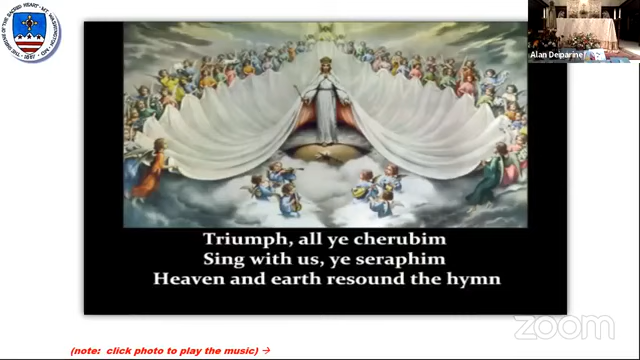 Alan Deiparine
Triumph, all ye cherubim
Sing with us, ye seraphim
Heaven and earth resound the hymn
(note: click photo to play the music) →
zoom